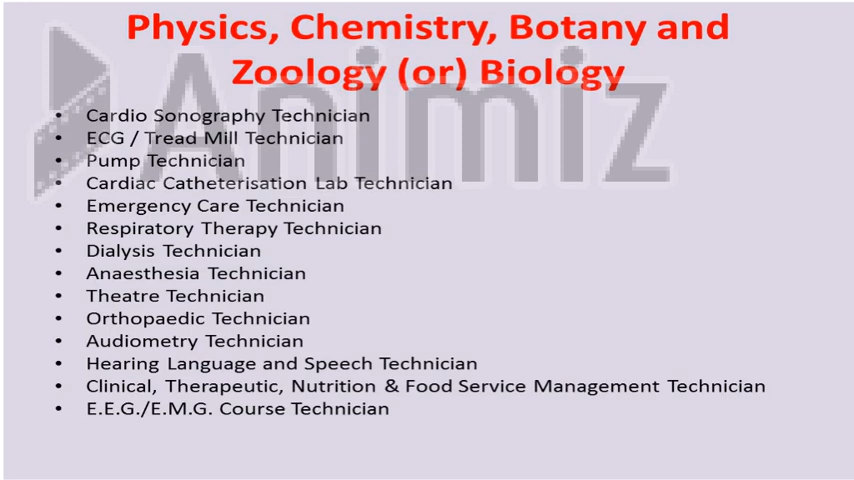 Physics, Chemistry, Botany and
Zoology (or) Biology
Animiz
• Cardio Sonography Technician
• ECG / Tread Mill Technician
• Pump Technician
• Cardiac Catheterisation Lab Technician
• Emergency Care Technician
• Respiratory Therapy Technician
• Dialysis Technician
• Anaesthesia Technician
• Theatre Technician
• Orthopaedic Technician
• Audiometry Technician
• Hearing Language and Speech Technician
• Clinical, Therapeutic, Nutrition & Food Service Management Technician
• E.E.G./E.M.G. Course Technician